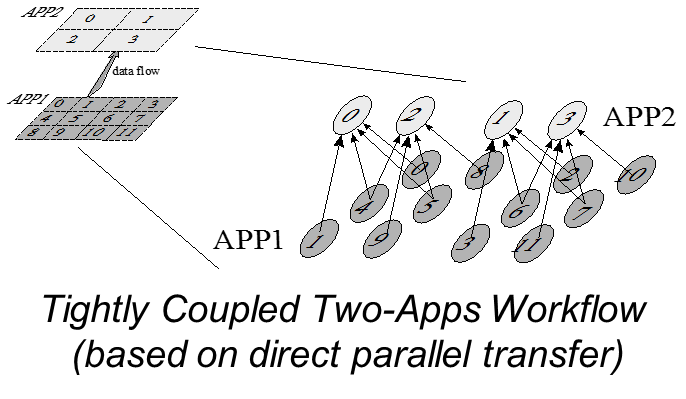 APP2
0 1
2 3
data flow
APP1
0 1 2 3
4 5 6 7
8 9 10 11
0 2 1 3 APP2
0 8 2 10
4 5 6 7
APP1 1 9 3 11
Tightly Coupled Two-Apps Workflow
(based on direct parallel transfer)